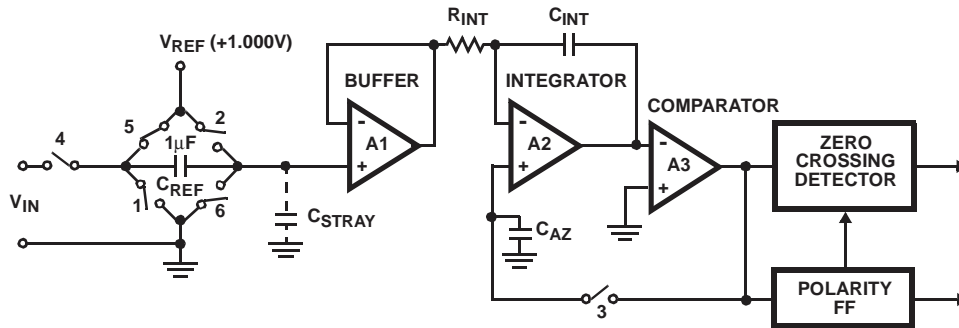 V_REF (+1.000V)
R_INT
C_INT
BUFFER
INTEGRATOR
COMPARATOR
5
2
4
1µF
C_REF
1
6
V_IN
C_STRAY
-
A1
+
-
A2
+
-
A3
+
C_AZ
3
ZERO
CROSSING
DETECTOR
POLARITY
FF